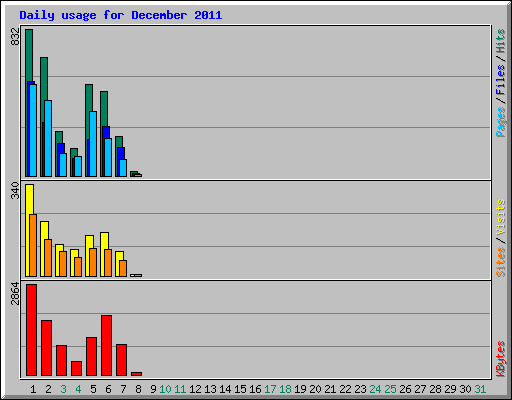 Daily usage for December 2011
832
Pages / Files / Hits
340
Sites / Visits
2864
KBytes
1 2 3 4 5 6 7 8 9 10 11 12 13 14 15 16 17 18 19 20 21 22 23 24 25 26 27 28 29 30 31